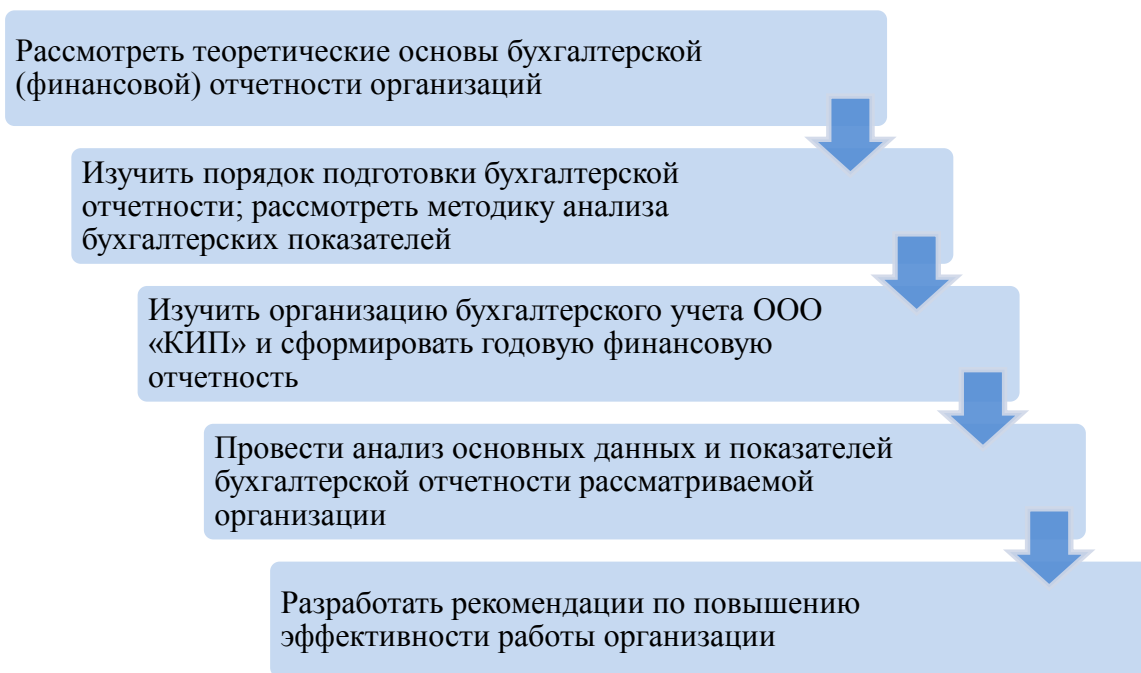 Рассмотреть теоретические основы бухгалтерской
(финансовой) отчетности организаций
Изучить порядок подготовки бухгалтерской
отчетности; рассмотреть методику анализа
бухгалтерских показателей
Изучить организацию бухгалтерского учета ООО
«КИП» и сформировать годовую финансовую
отчетность
Провести анализ основных данных и показателей
бухгалтерской отчетности рассматриваемой
организации
Разработать рекомендации по повышению
эффективности работы организации